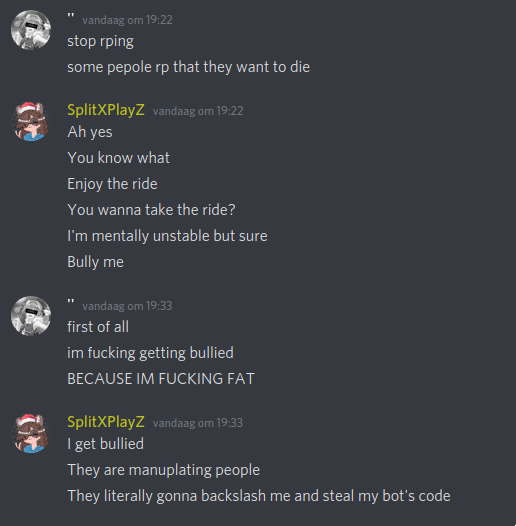 " vandaag om 19:22
stop rping
some pepole rp that they want to die
SplitXPlayZ vandaag om 19:22
Ah yes
You know what
Enjoy the ride
You wanna take the ride?
I'm mentally unstable but sure
Bully me
" vandaag om 19:33
first of all
im fucking getting bullied
BECAUSE IM FUCKING FAT
SplitXPlayZ vandaag om 19:33
I get bullied
They are manuplating people
They literally gonna backslash me and steal my bot's code